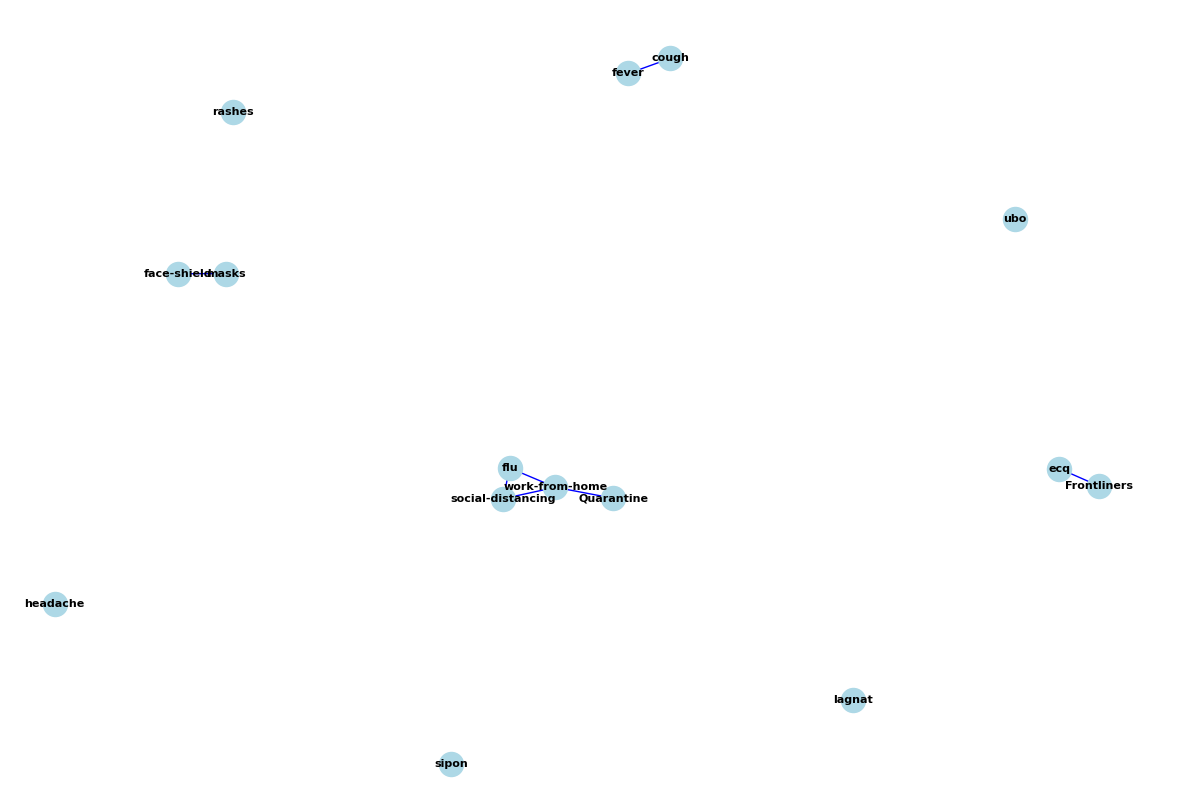 cough
fever
rashes
ubo
face-shield
masks
flu
ecq
work-from-home
Frontliners
social-distancing
Quarantine
headache
lagnat
sipon